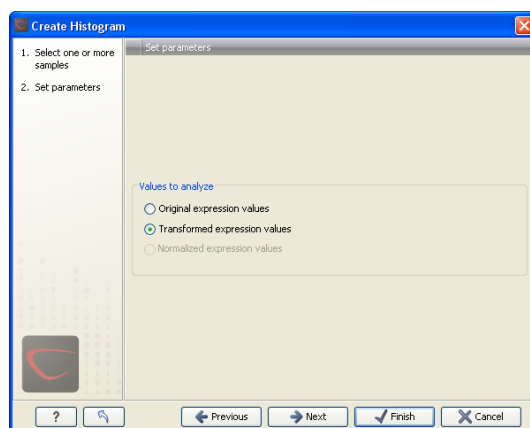 Create Histogram
1. Select one or more
samples
2. Set parameters
Set parameters
Values to analyze
Original expression values
Transformed expression values
Normalized expression values
?
Previous
Next
Finish
Cancel